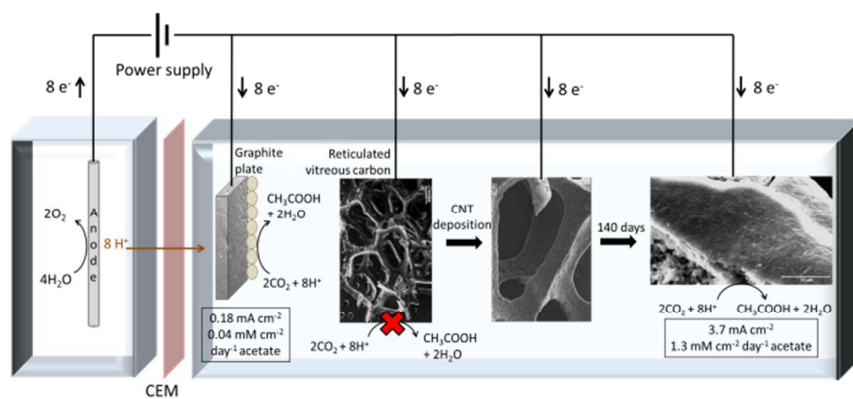 Power supply
8 e⁻
8 e⁻
8 e⁻
8 e⁻
8 e⁻
Anode
2O₂
4H₂O
8 H⁺
CEM
Graphite
plate
CH₃COOH
+ 2H₂O
2CO₂ + 8H⁺
0.18 mA cm⁻²
0.04 mM cm⁻²
day⁻¹ acetate
Reticulated
vitreous carbon
2CO₂ + 8H⁺
CH₃COOH
+ 2H₂O
CNT
deposition
140 days
2CO₂ + 8H⁺
CH₃COOH + 2H₂O
3.7 mA cm⁻²
1.3 mM cm⁻² day⁻¹ acetate